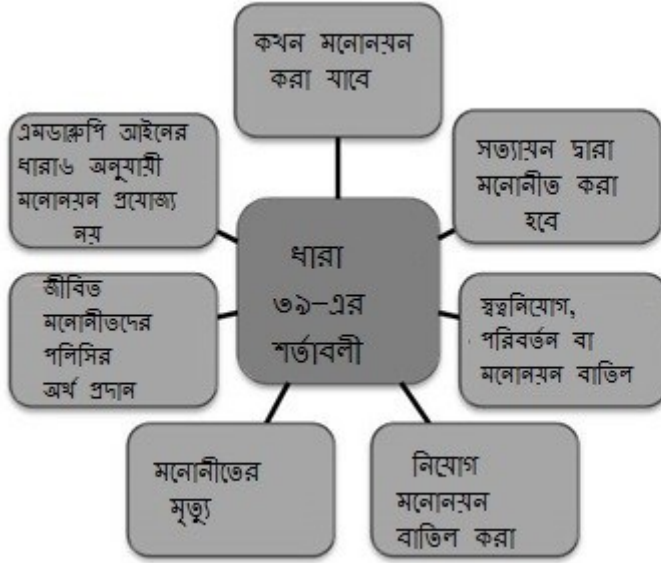 কখন মনোনয়ন
করা যাবে
সত্যায়ন দ্বারা
মনোনীত করা
হবে
স্বত্বনিয়োগ,
পরিবর্তন বা
মনোনয়ন বাতিল
নিয়োগ
মনোনয়ন
বাতিল করা
মনোনীতের
মৃত্যু
জীবিত
মনোনীতদের
পলিসির
অর্থ প্রদান
এমডাব্লুপি আইনের
ধারা৬ অনুযায়ী
মনোনয়ন প্রযোজ্য
নয়
ধারা
৩৯–এর
শর্তাবলী